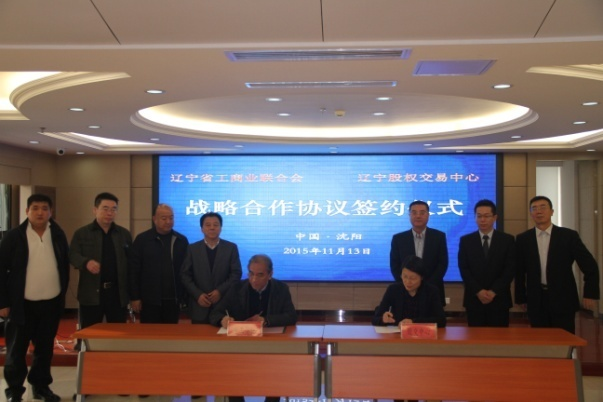 辽宁省工商业联合会 辽宁股权交易中心
战略合作协议签约 式
中国·沈阳
2015年11月13日